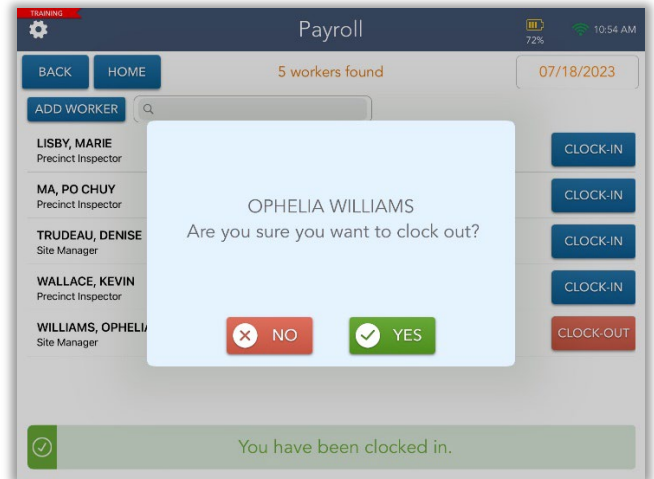 TRAINING
Payroll
72%
10:54 AM
BACK
HOME
5 workers found
07/18/2023
ADD WORKER
LISBY, MARIE
Precinct Inspector
CLOCK-IN
MA, PO CHUY
Precinct Inspector
CLOCK-IN
OPHELIA WILLIAMS
Are you sure you want to clock out?
TRUDEAU, DENISE
Site Manager
CLOCK-IN
WALLACE, KEVIN
Precinct Inspector
CLOCK-IN
WILLIAMS, OPHELI
Site Manager
CLOCK-OUT
NO
YES
You have been clocked in.